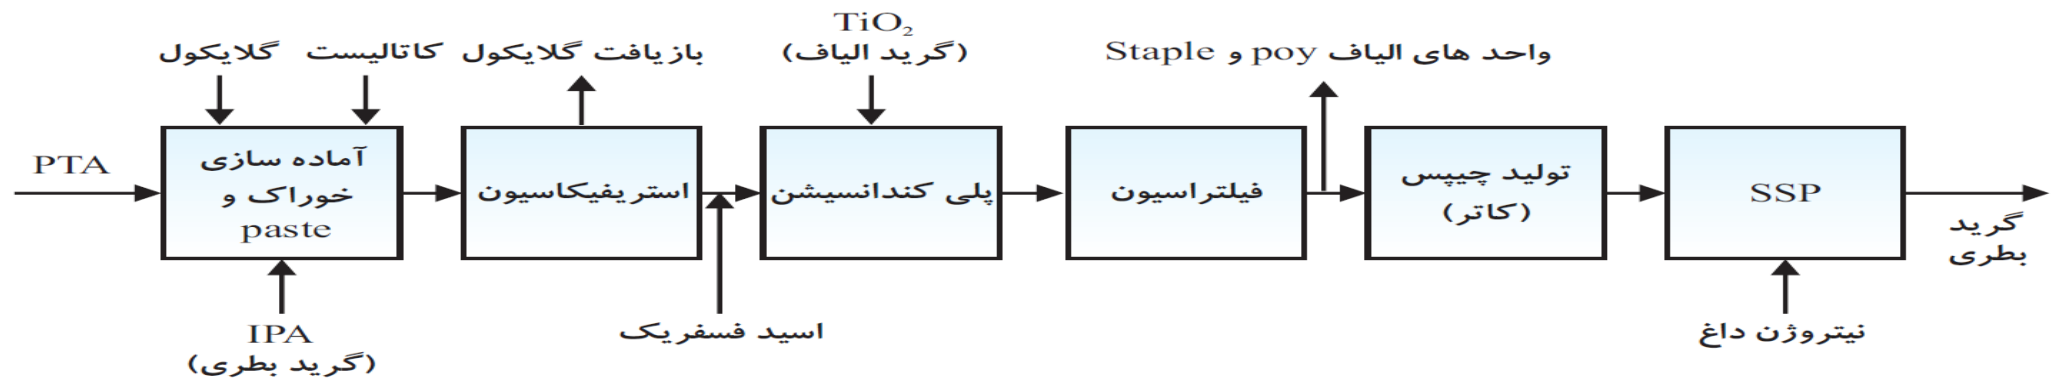 PTA
گلایکول
کاتالیست
آماده سازی
خوراک و
paste
IPA
(گرید بطری)
بازیافت گلایکول
استریفیکاسیون
اسید فسفریک
TiO₂
(گرید الیاف)
پلی کندانسیشن
فیلتراسیون
واحد های الیاف poy و Staple
تولید چیپس
(کاتر)
SSP
نیتروژن داغ
گرید
بطری